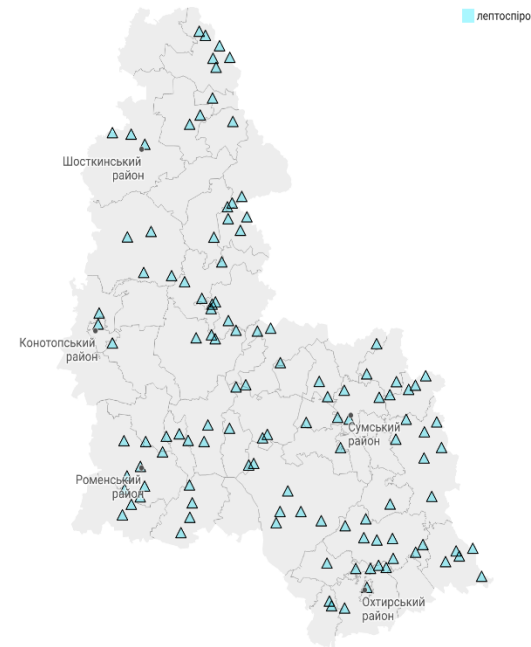 лептоспіро
Шосткинський
район
Конотопський
район
Сумський
район
Роменський
район
Охтирський
район